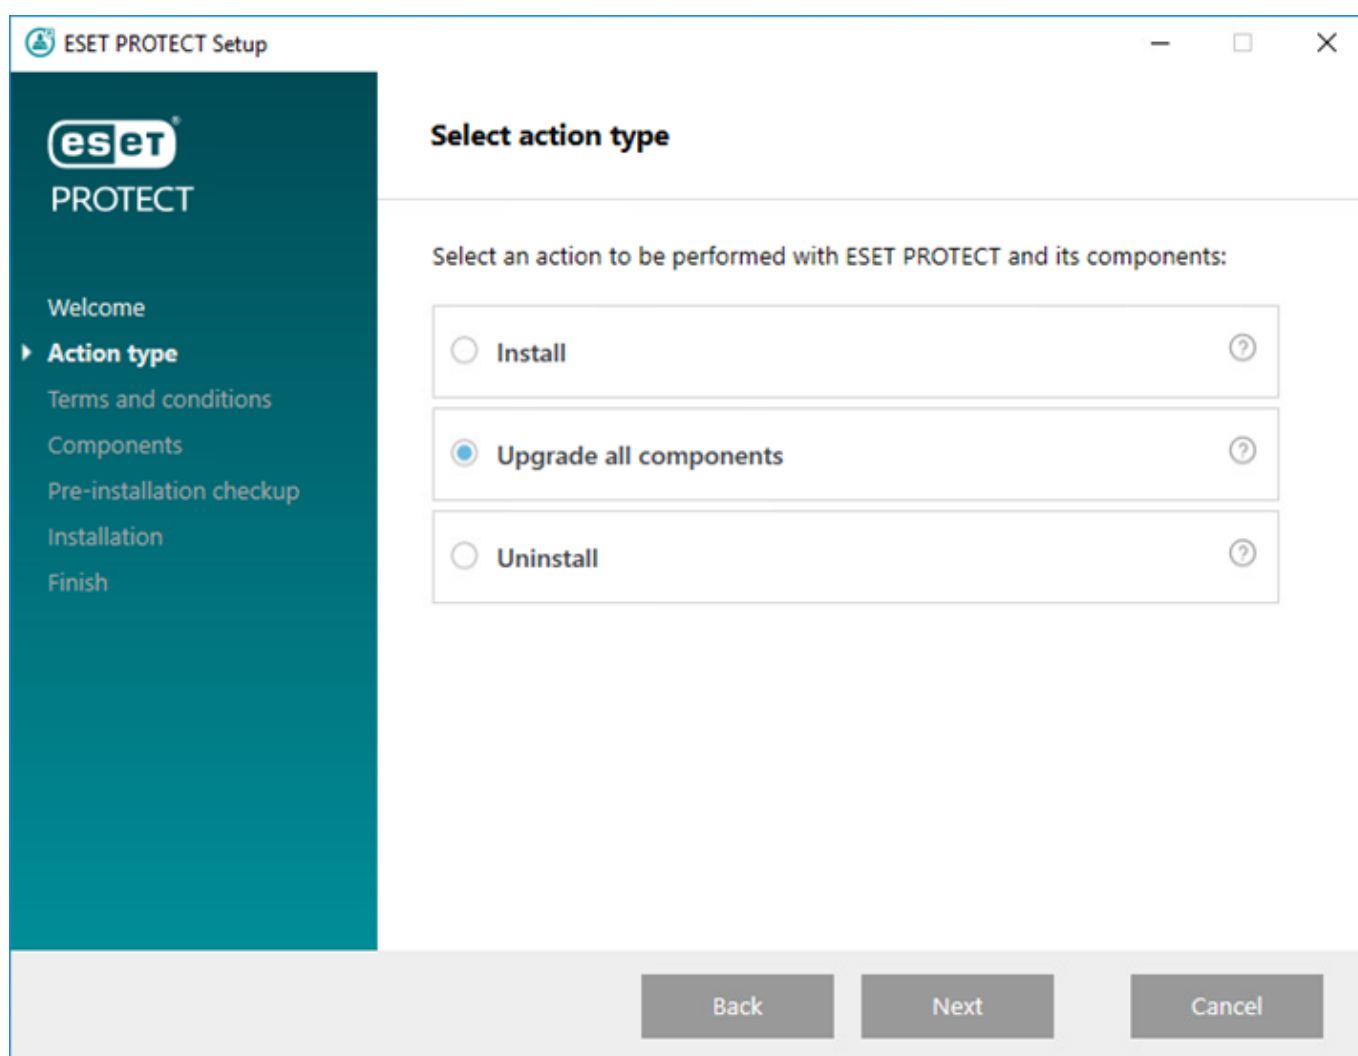 ESET PROTECT Setup
eset®
PROTECT
Welcome
Action type
Terms and conditions
Components
Pre-installation checkup
Installation
Finish
Select action type
Select an action to be performed with ESET PROTECT and its components:
Install
Upgrade all components
Uninstall
Back
Next
Cancel